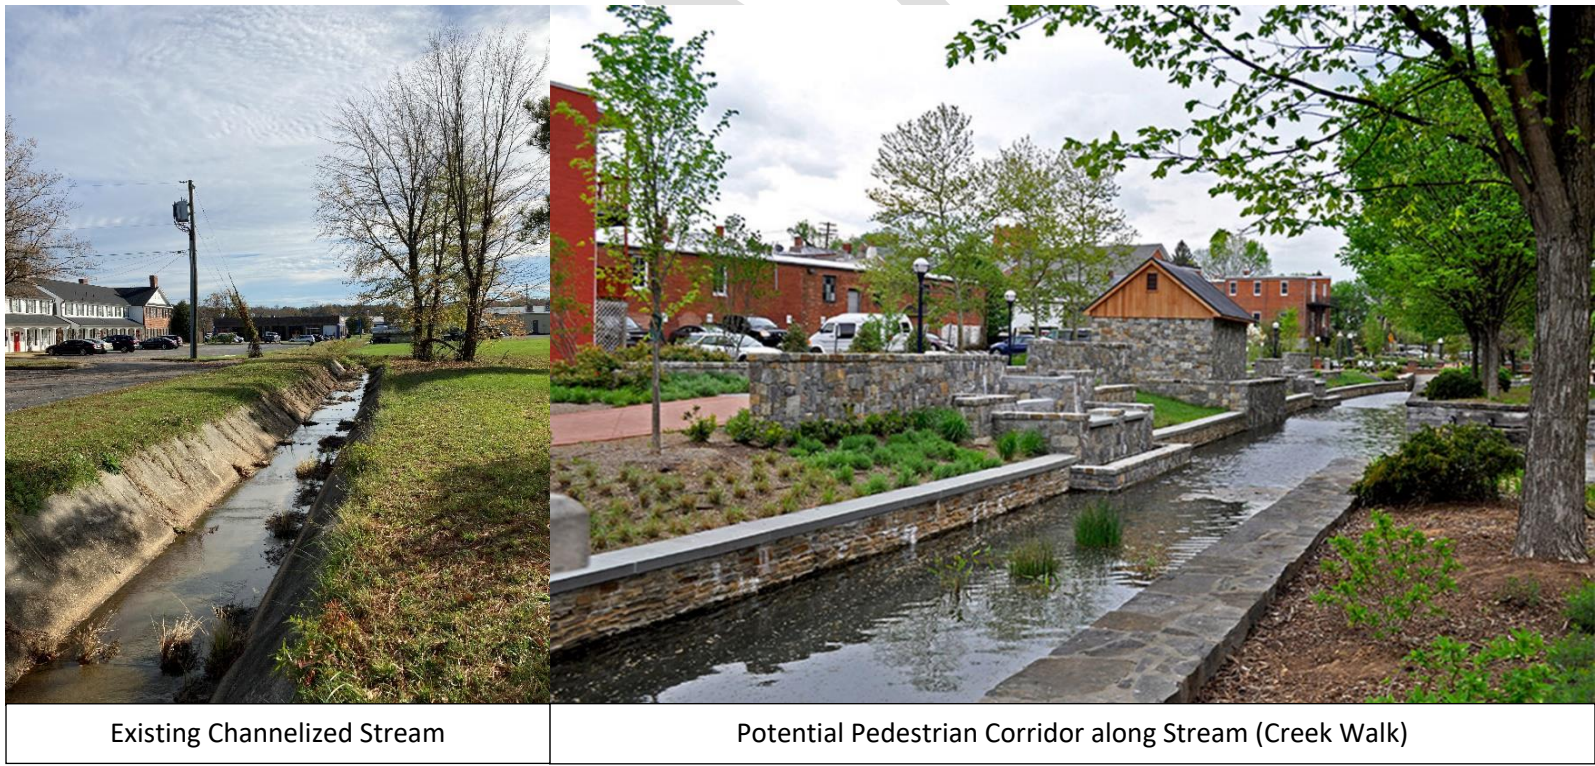 Existing Channelized Stream
Potential Pedestrian Corridor along Stream (Creek Walk)